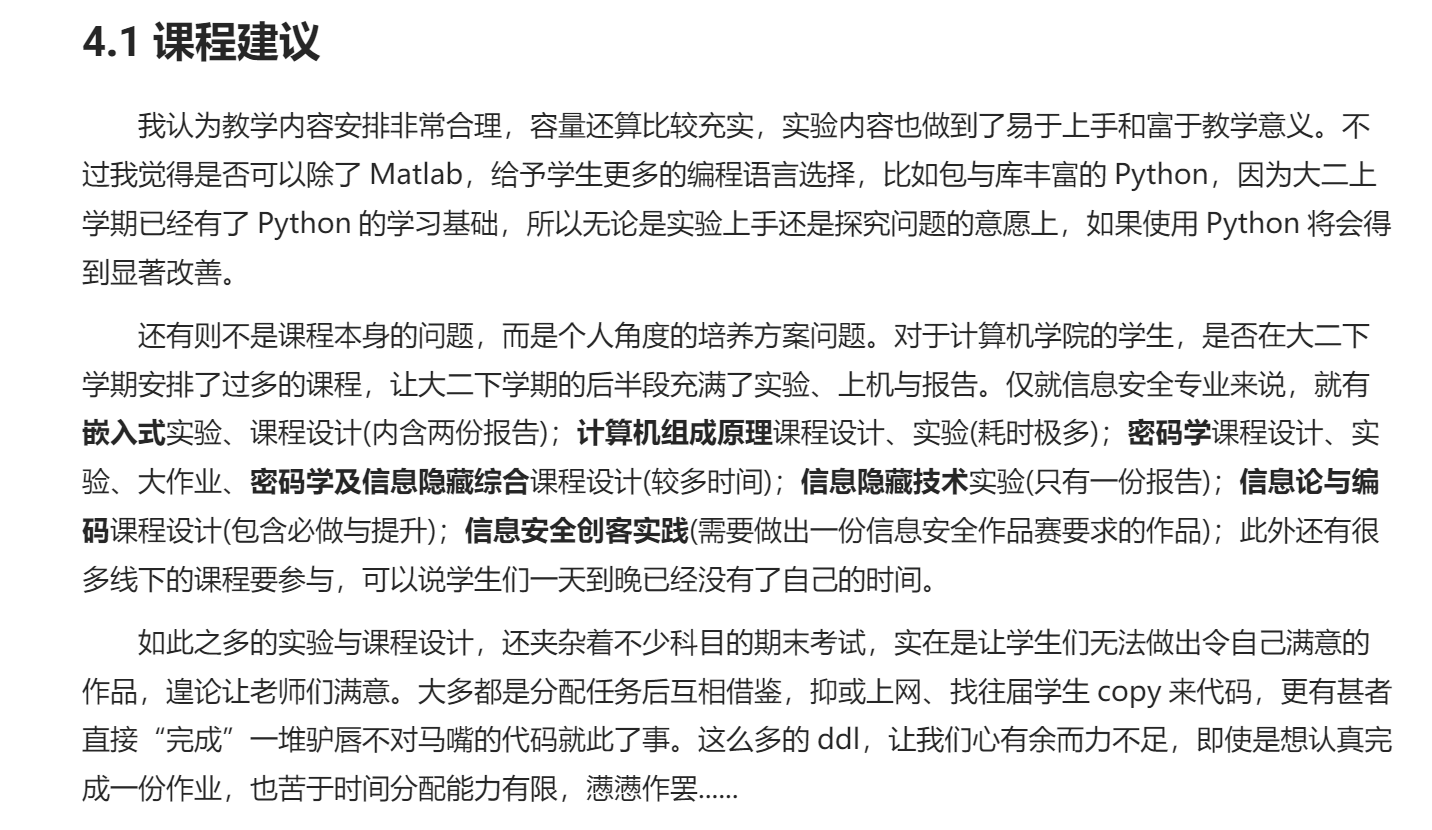 4.1 课程建议
我认为教学内容安排非常合理，容量还算比较充实，实验内容也做到了易于上手和富于教学意义。不
过我觉得是否可以除了 Matlab，给予学生更多的编程语言选择，比如包与库丰富的 Python，因为大二上
学期已经有了 Python 的学习基础，所以无论是实验上手还是探究问题的意愿上，如果使用 Python 将会得
到显著改善。
还有则不是课程本身的问题，而是个人角度的培养方案问题。对于计算机学院的学生，是否在大二下
学期安排了过多的课程，让大二下学期的后半段充满了实验、上机与报告。仅就信息安全专业来说，就有
嵌入式实验、课程设计(内含两份报告)；计算机组成原理课程设计、实验(耗时极多)；密码学课程设计、实
验、大作业、密码学及信息隐藏综合课程设计(较多时间)；信息隐藏技术实验(只有一份报告)；信息论与编
码课程设计(包含必做与提升)；信息安全创客实践(需要做出一份信息安全作品赛要求的作品)；此外还有很
多线下的课程要参与，可以说学生们一天到晚已经没有了自己的时间。
如此之多的实验与课程设计，还夹杂着不少科目的期末考试，实在是让学生们无法做出令自己满意的
作品，遑论让老师们满意。大多都是分配任务后互相借鉴，抑或上网、找往届学生 copy 来代码，更有甚者
直接“完成”一堆驴唇不对马嘴的代码就此了事。这么多的 ddl，让我们心有余而力不足，即使是想认真完
成一份作业，也苦于时间分配能力有限，懑懑作罢......